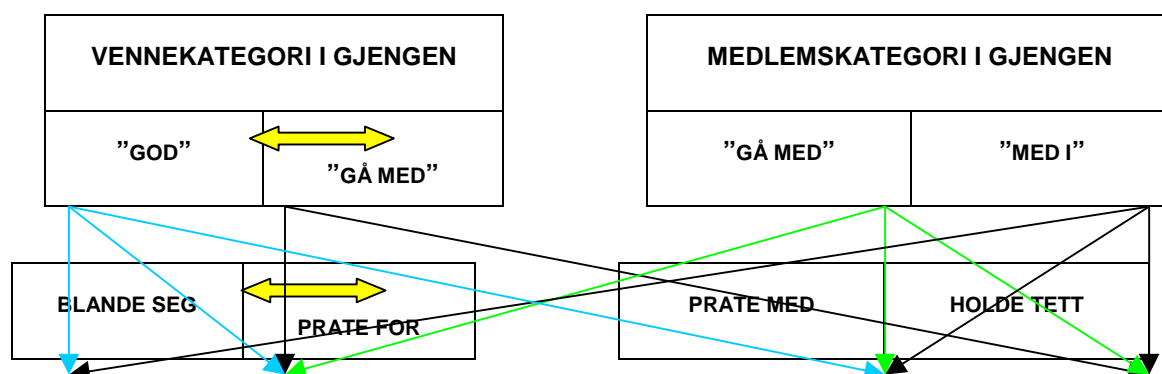 VENNEKATEGORI I GJENGEN
MEDLEMSKATEGORI I GJENGEN
”GOD”
”GÅ MED”
”GÅ MED”
”MED I”
BLANDE SEG
PRATE FOR
PRATE MED
HOLDE TETT